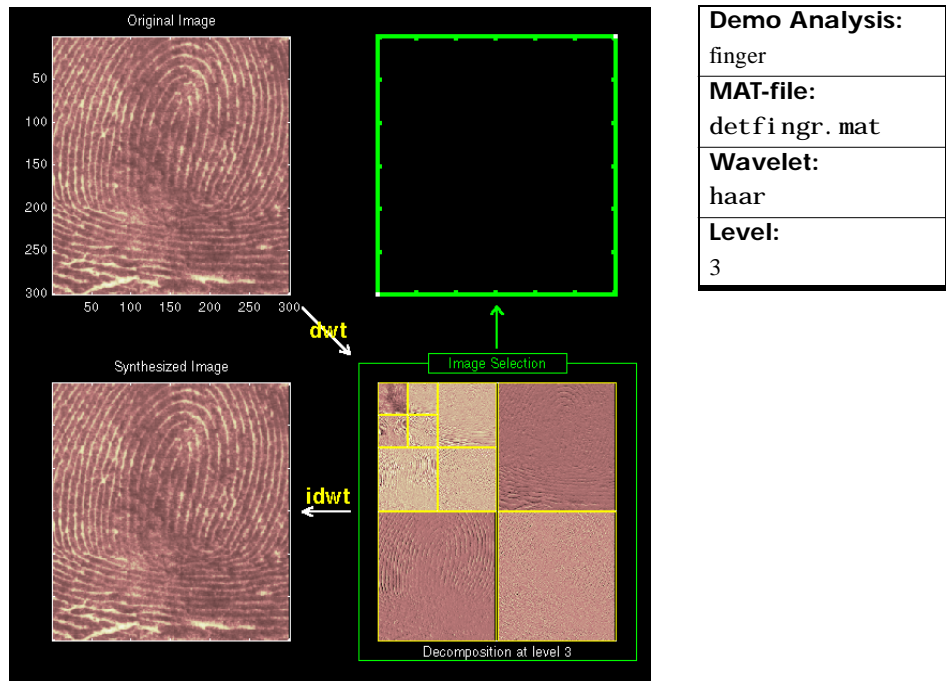 Original Image
50
100
150
200
250
300
50 100 150 200 250 300
dwt
Image Selection
Synthesized Image
idwt
Decomposition at level 3
Demo Analysis:
finger
MAT-file:
detfingr.mat
Wavelet:
haar
Level:
3